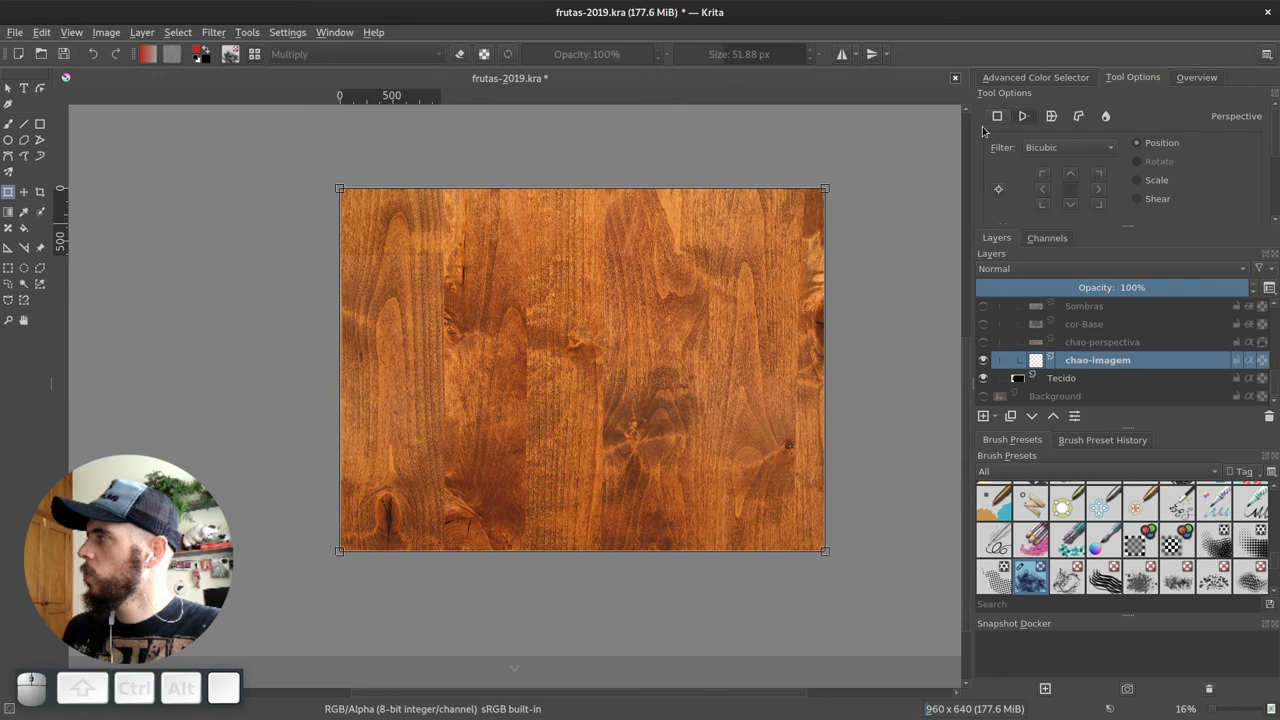 frutas-2019.kra (177.6 MiB) * — Krita
File Edit View Image Layer Select Filter Tools Settings Window Help
Multiply Opacity: 100% Size: 51.88 px
frutas-2019.kra *
Advanced Color Selector Tool Options Overview
Tool Options
Perspective
0 500
Filter: Bicubic Position
Rotate
Scale
Shear
0
500
Layers Channels
Layers
Normal
Opacity: 100%
Sombras
cor-Base
chao-perspectiva
chao-imagem
Tecido
Background
Brush Presets Brush Preset History
Brush Presets
All Tag
Search
Snapshot Docker
Ctrl Alt
RGB/Alpha (8-bit integer/channel) sRGB built-in 960 x 640 (177.6 MiB) 16%